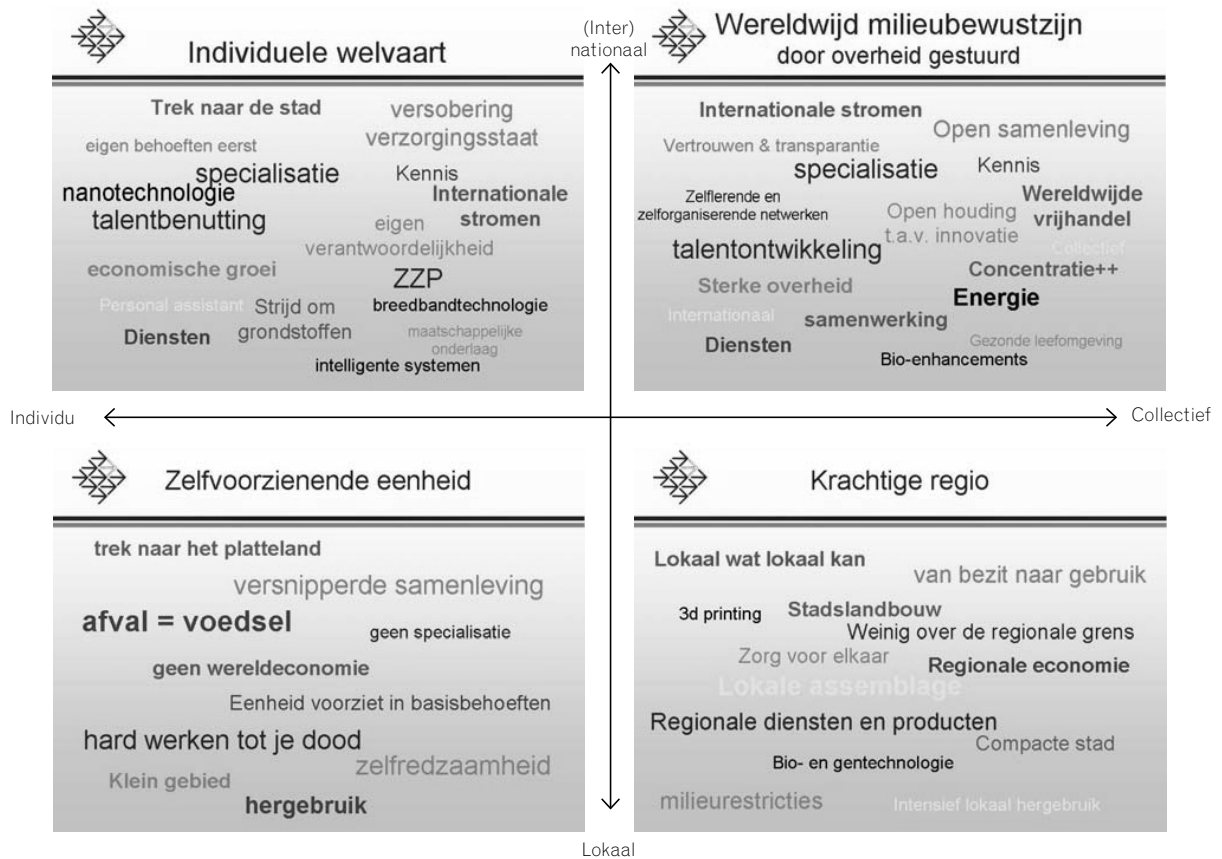 (Inter)
nationaal
Individuele welvaart
Trek naar de stad
versobering
verzorgingsstaat
eigen behoeften eerst
specialisatie
Kennis
nanotechnologie
Internationale
stromen
talentbenutting
eigen
verantwoordelijkheid
economische groei
ZZP
Personal assistant
Strijd om
grondstoffen
breedbandtechnologie
Diensten
maatschappelijke
onderlaag
intelligente systemen
Wereldwijd milieubewustzijn
door overheid gestuurd
Internationale stromen
Open samenleving
Vertrouwen & transparantie
specialisatie
Kennis
Zelflerende en
zelforganiserende netwerken
Wereldwijde
vrijhandel
Open houding
t.a.v. innovatie
Collectief
talentontwikkeling
Concentratie++
Sterke overheid
Energie
Internationaal
samenwerking
Diensten
Gezonde leefomgeving
Bio-enhancements
Individu
Collectief
Zelfvoorzienende eenheid
trek naar het platteland
versnipperde samenleving
afval = voedsel
geen specialisatie
geen wereldeconomie
Eenheid voorziet in basisbehoeften
hard werken tot je dood
zelfredzaamheid
Klein gebied
hergebruik
Krachtige regio
Lokaal wat lokaal kan
van bezit naar gebruik
3d printing
Stadslandbouw
Weinig over de regionale grens
Zorg voor elkaar
Regionale economie
Lokale assemblage
Regionale diensten en producten
Compacte stad
Bio- en gentechnologie
milieurestricties
Intensief lokaal hergebruik
Lokaal